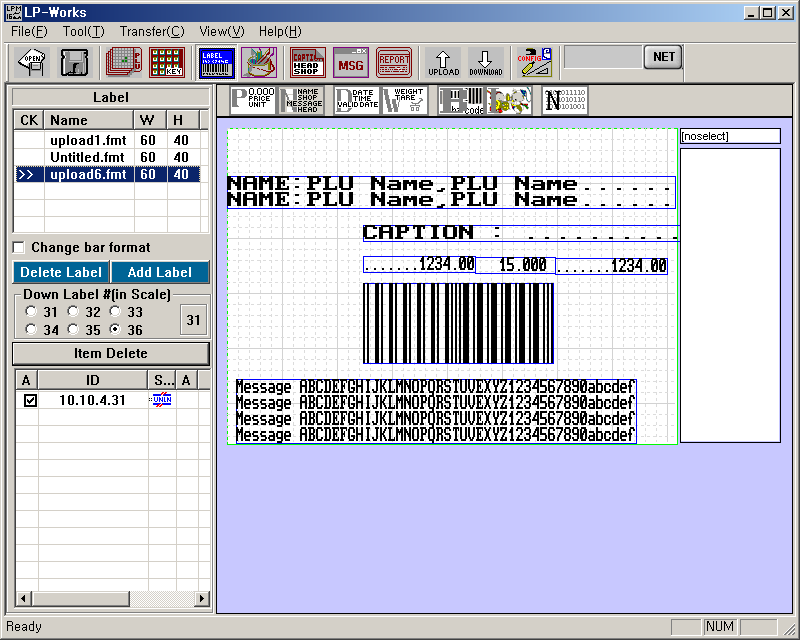 LP-Works
File(F) Tool(T) Transfer(C) View(V) Help(H)
OPEN KEY LABEL CAPTION HEAD SHOP MSG REPORT UPLOAD DOWNLOAD CONFIG NET
Label
CK Name W H
upload1.fmt 60 40
Untitled.fmt 60 40
>> upload6.fmt 60 40
Change bar format
Delete Label Add Label
Down Label #(in Scale)
31 32 33
34 35 36
31
Item Delete
A ID S... A
10.10.4.31 UNLN
P 0.000 PRICE UNIT
N NAME SHOP MESSAGE HEAD
D DATE TIME VALID DATE
W WEIGHT TARE
code
N
[noselect]
NAME:PLU Name,PLU Name......
NAME:PLU Name,PLU Name......
CAPTION : ..........
.......1234.00 15.000 .......1234.00
Message ABCDEFGHIJKLMNOPQRSTUVEXYZ1234567890abcdef
Message ABCDEFGHIJKLMNOPQRSTUVEXYZ1234567890abcdef
Message ABCDEFGHIJKLMNOPQRSTUVEXYZ1234567890abcdef
Message ABCDEFGHIJKLMNOPQRSTUVEXYZ1234567890abcdef
Ready NUM